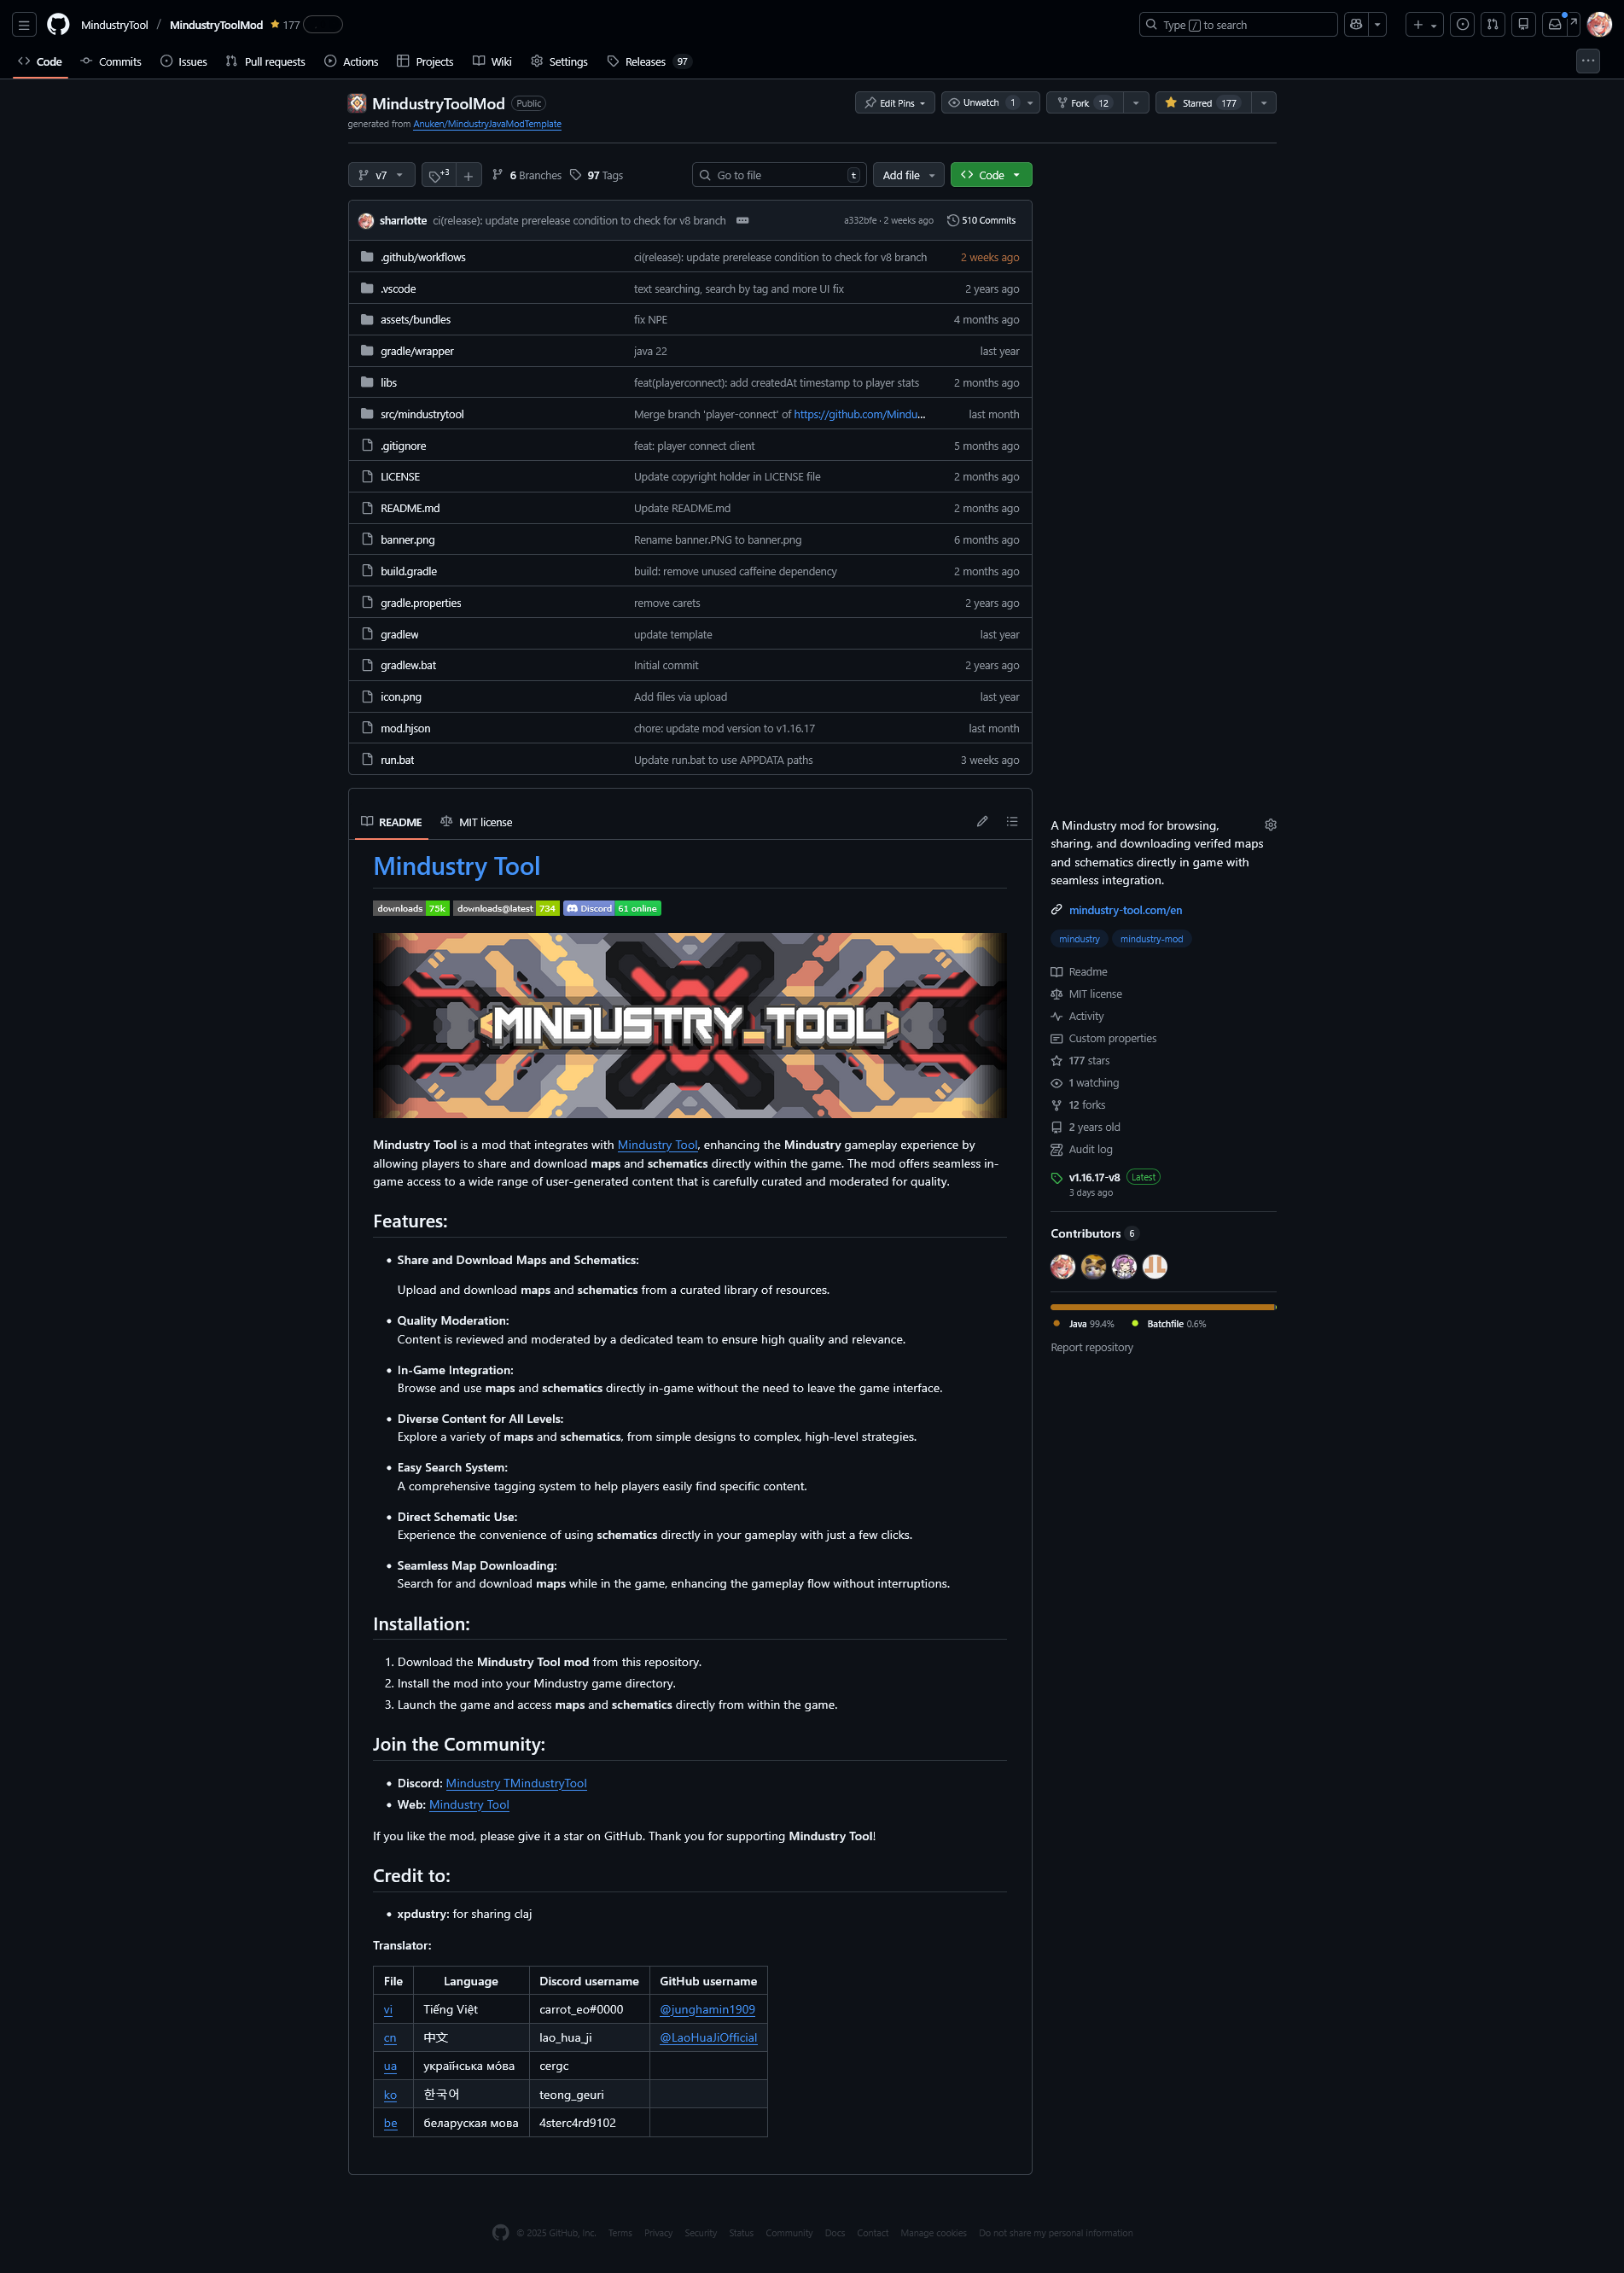 MindustryTool / MindustryToolMod 177
Type / to search
Code Commits Issues Pull requests Actions Projects Wiki Settings Releases 97
MindustryToolMod Public
Edit Pins Unwatch 1 Fork 12 Starred 177
generated from Anuken/MindustryJavaModTemplate
v7 +3 6 Branches 97 Tags Go to file t Add file Code
sharrlotte ci(release): update prerelease condition to check for v8 branch a332bfe · 2 weeks ago 510 Commits
.github/workflows ci(release): update prerelease condition to check for v8 branch 2 weeks ago
.vscode text searching, search by tag and more UI fix 2 years ago
assets/bundles fix NPE 4 months ago
gradle/wrapper java 22 last year
libs feat(playerconnect): add createdAt timestamp to player stats 2 months ago
src/mindustrytool Merge branch 'player-connect' of https://github.com/Mindu... last month
.gitignore feat: player connect client 5 months ago
LICENSE Update copyright holder in LICENSE file 2 months ago
README.md Update README.md 2 months ago
banner.png Rename banner.PNG to banner.png 6 months ago
build.gradle build: remove unused caffeine dependency 2 months ago
gradle.properties remove carets 2 years ago
gradlew update template last year
gradlew.bat Initial commit 2 years ago
icon.png Add files via upload last year
mod.hjson chore: update mod version to v1.16.17 last month
run.bat Update run.bat to use APPDATA paths 3 weeks ago
README MIT license
Mindustry Tool
downloads 75k downloads@latest 734 Discord 61 online
MINDUSTRY_TOOL
Mindustry Tool is a mod that integrates with Mindustry Tool, enhancing the Mindustry gameplay experience by
allowing players to share and download maps and schematics directly within the game. The mod offers seamless in-
game access to a wide range of user-generated content that is carefully curated and moderated for quality.
Features:
• Share and Download Maps and Schematics:
Upload and download maps and schematics from a curated library of resources.
• Quality Moderation:
Content is reviewed and moderated by a dedicated team to ensure high quality and relevance.
• In-Game Integration:
Browse and use maps and schematics directly in-game without the need to leave the game interface.
• Diverse Content for All Levels:
Explore a variety of maps and schematics, from simple designs to complex, high-level strategies.
• Easy Search System:
A comprehensive tagging system to help players easily find specific content.
• Direct Schematic Use:
Experience the convenience of using schematics directly in your gameplay with just a few clicks.
• Seamless Map Downloading:
Search for and download maps while in the game, enhancing the gameplay flow without interruptions.
Installation:
1. Download the Mindustry Tool mod from this repository.
2. Install the mod into your Mindustry game directory.
3. Launch the game and access maps and schematics directly from within the game.
Join the Community:
• Discord: Mindustry TMindustryTool
• Web: Mindustry Tool
If you like the mod, please give it a star on GitHub. Thank you for supporting Mindustry Tool!
Credit to:
• xpdustry: for sharing claj
Translator:
File Language Discord username GitHub username
vi Tiếng Việt carrot_eo#0000 @junghamin1909
cn 中文 lao_hua_ji @LaoHuaJiOfficial
ua украї́нська мо́ва cergc
ko 한국어 teong_geuri
be беларуская мова 4sterc4rd9102
A Mindustry mod for browsing,
sharing, and downloading verifed maps
and schematics directly in game with
seamless integration.
mindustry-tool.com/en
mindustry mindustry-mod
Readme
MIT license
Activity
Custom properties
177 stars
1 watching
12 forks
2 years old
Audit log
v1.16.17-v8 Latest
3 days ago
Contributors 6
Java 99.4% Batchfile 0.6%
Report repository
© 2025 GitHub, Inc. Terms Privacy Security Status Community Docs Contact Manage cookies Do not share my personal information